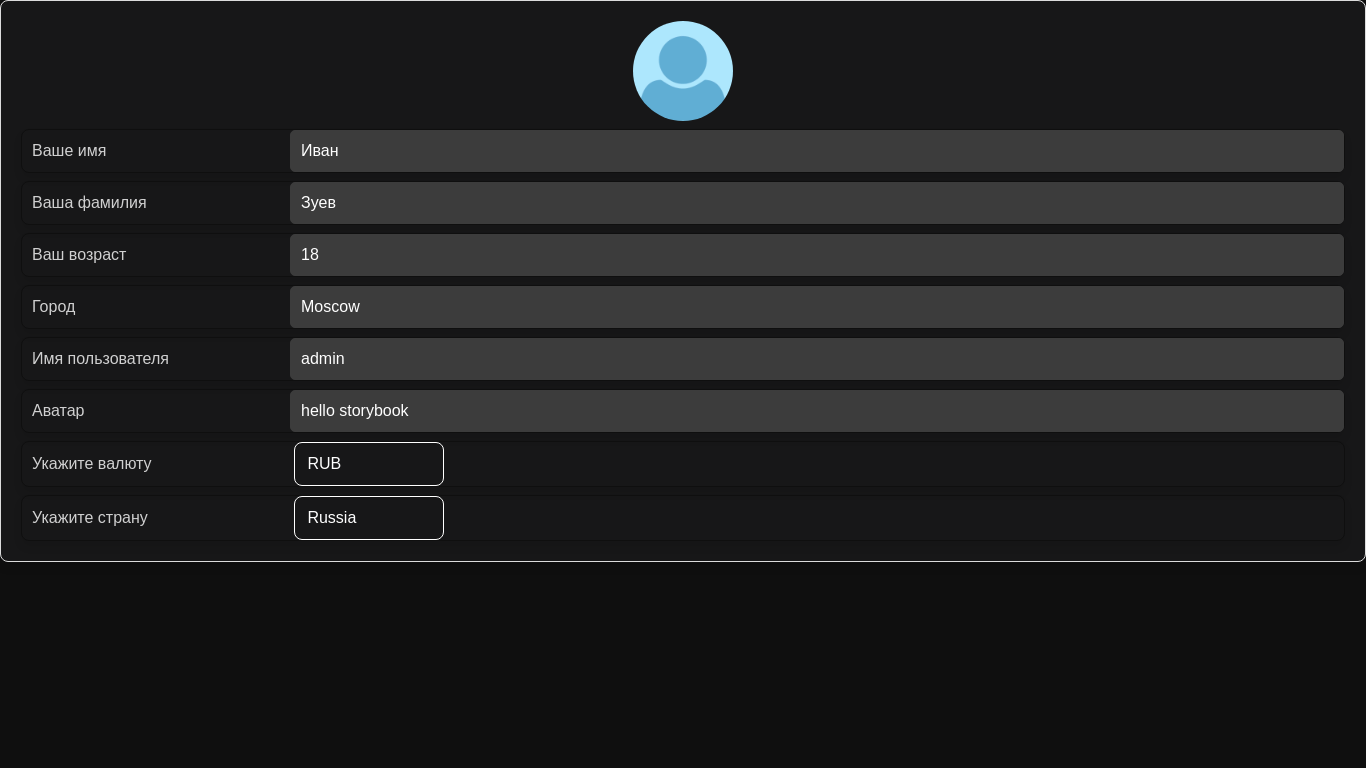 Ваше имя Иван
Ваша фамилия Зуев
Ваш возраст 18
Город Moscow
Имя пользователя admin
Аватар hello storybook
Укажите валюту RUB
Укажите страну Russia